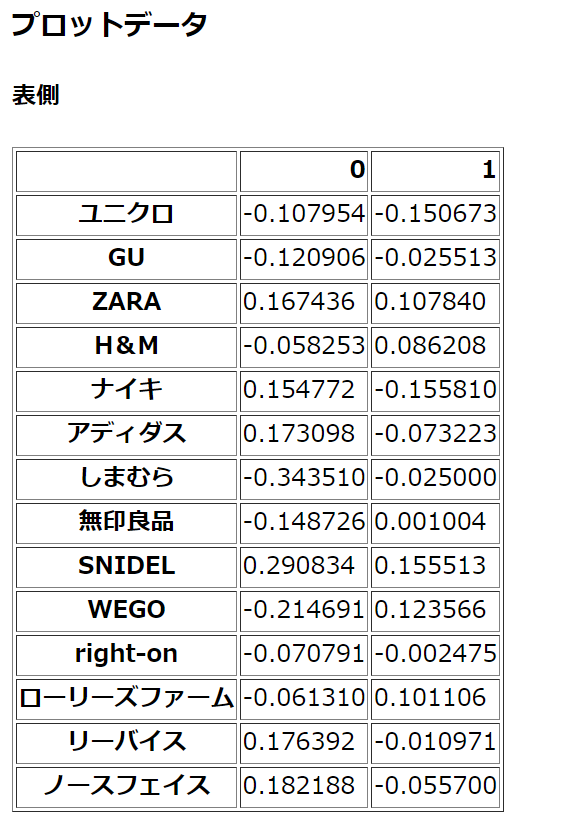 プロットデータ
表側
0 1
ユニクロ -0.107954 -0.150673
GU -0.120906 -0.025513
ZARA 0.167436 0.107840
H&M -0.058253 0.086208
ナイキ 0.154772 -0.155810
アディダス 0.173098 -0.073223
しまむら -0.343510 -0.025000
無印良品 -0.148726 0.001004
SNIDEL 0.290834 0.155513
WEGO -0.214691 0.123566
right-on -0.070791 -0.002475
ローリーズファーム -0.061310 0.101106
リーバイス 0.176392 -0.010971
ノースフェイス 0.182188 -0.055700